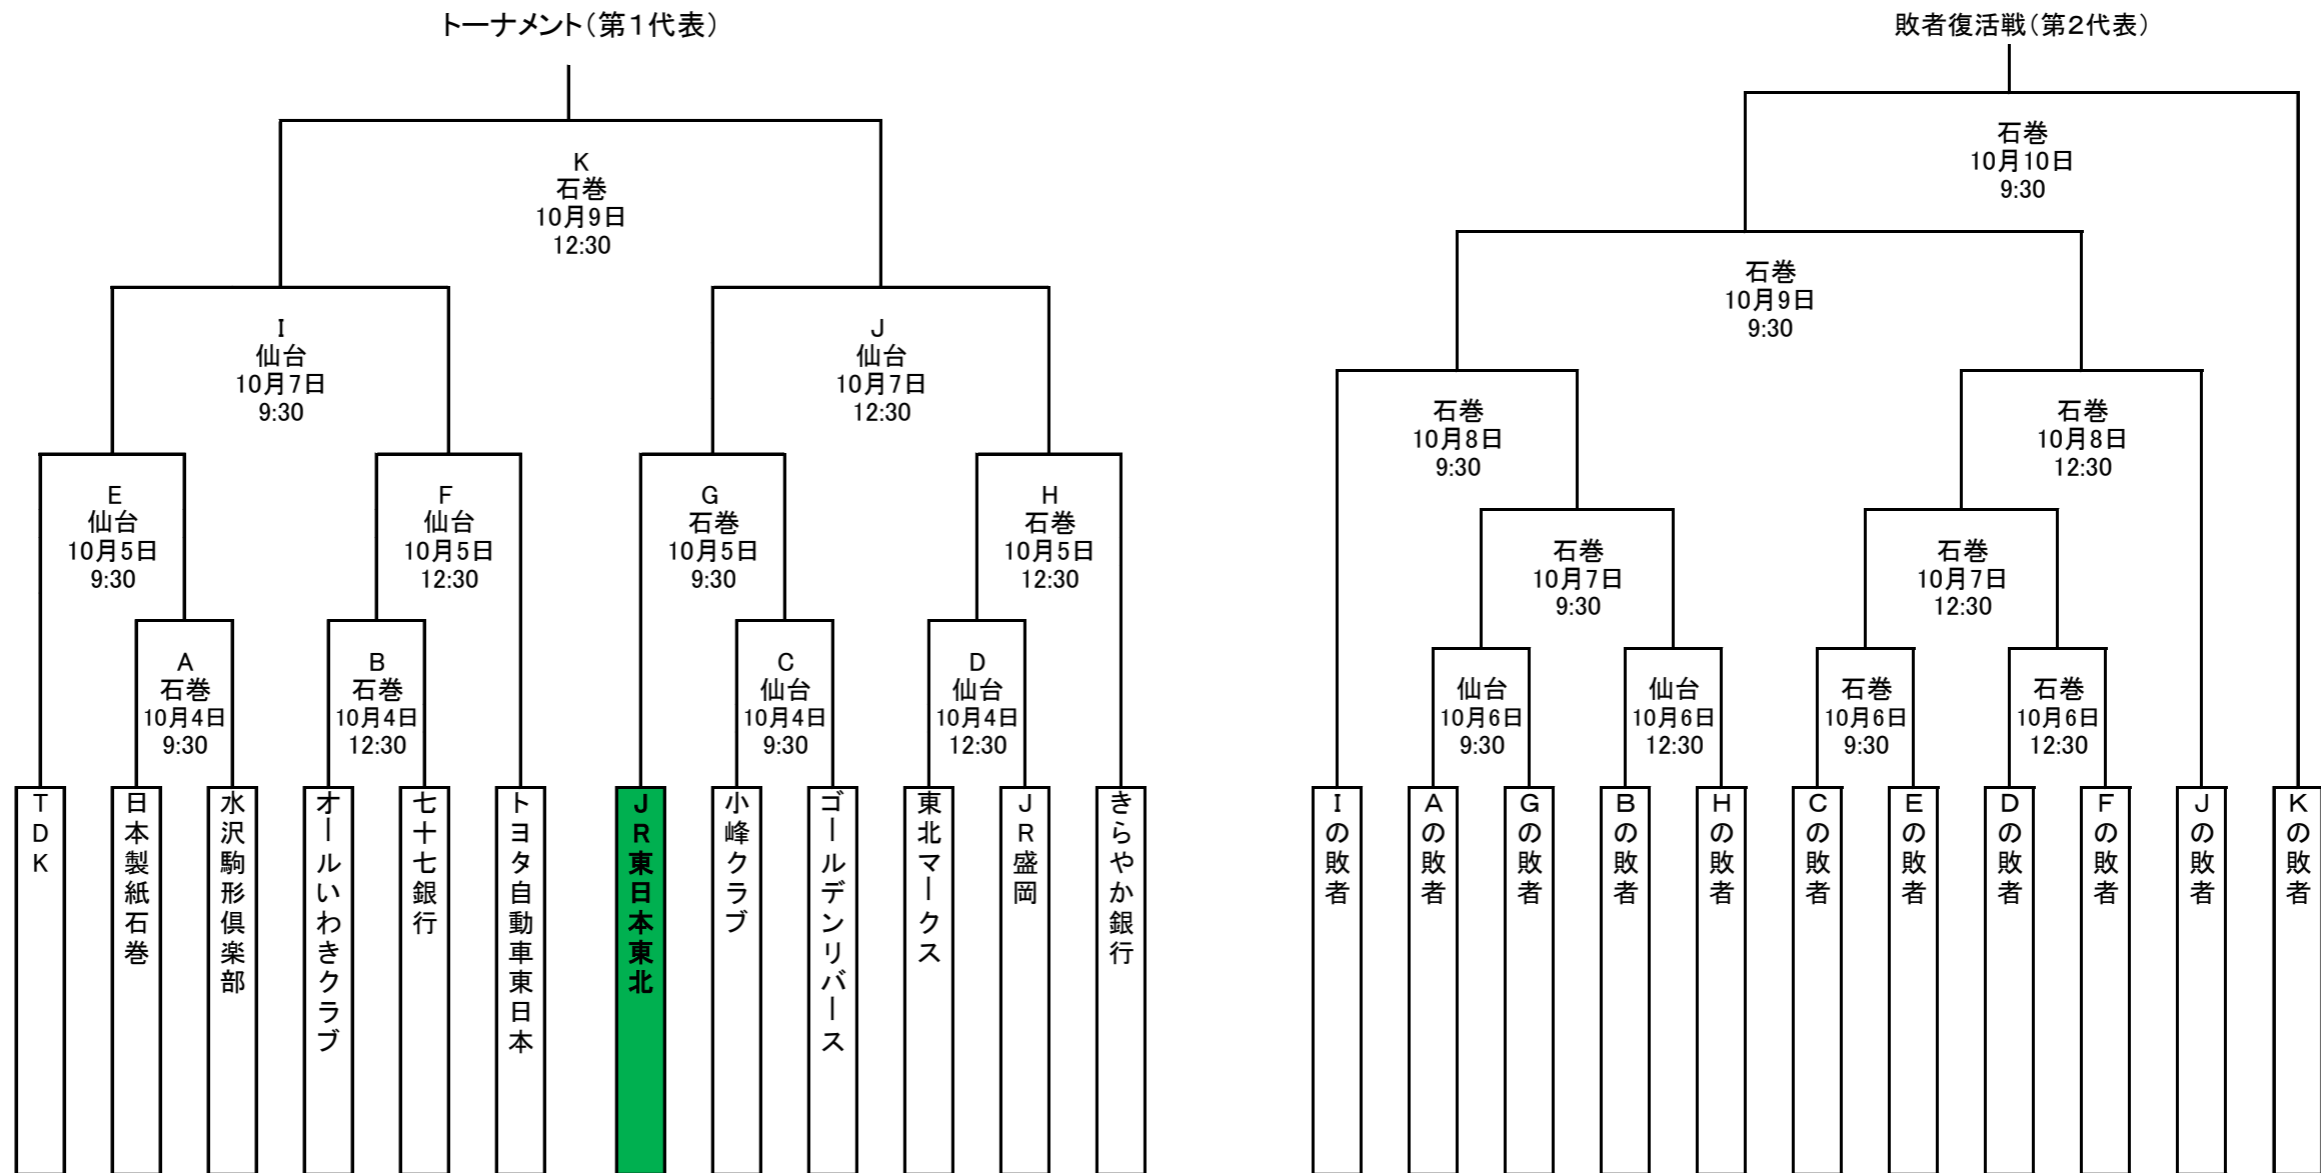 トーナメント（第１代表）
K
石巻
10月9日
12:30
I
仙台
10月7日
9:30
J
仙台
10月7日
12:30
E
仙台
10月5日
9:30
F
仙台
10月5日
12:30
G
石巻
10月5日
9:30
H
石巻
10月5日
12:30
A
石巻
10月4日
9:30
B
石巻
10月4日
12:30
C
仙台
10月4日
9:30
D
仙台
10月4日
12:30
TDK
日本製紙石巻
水沢駒形倶楽部
オールいわきクラブ
七十七銀行
トヨタ自動車東日本
JR東日本東北
小峰クラブ
ゴールデンリバース
東北マークス
JR盛岡
きらやか銀行
敗者復活戦（第２代表）
石巻
10月10日
9:30
石巻
10月9日
9:30
石巻
10月8日
9:30
石巻
10月8日
12:30
石巻
10月7日
9:30
石巻
10月7日
12:30
仙台
10月6日
9:30
仙台
10月6日
12:30
石巻
10月6日
9:30
石巻
10月6日
12:30
Iの敗者
Aの敗者
Gの敗者
Bの敗者
Hの敗者
Cの敗者
Eの敗者
Dの敗者
Fの敗者
Jの敗者
Kの敗者